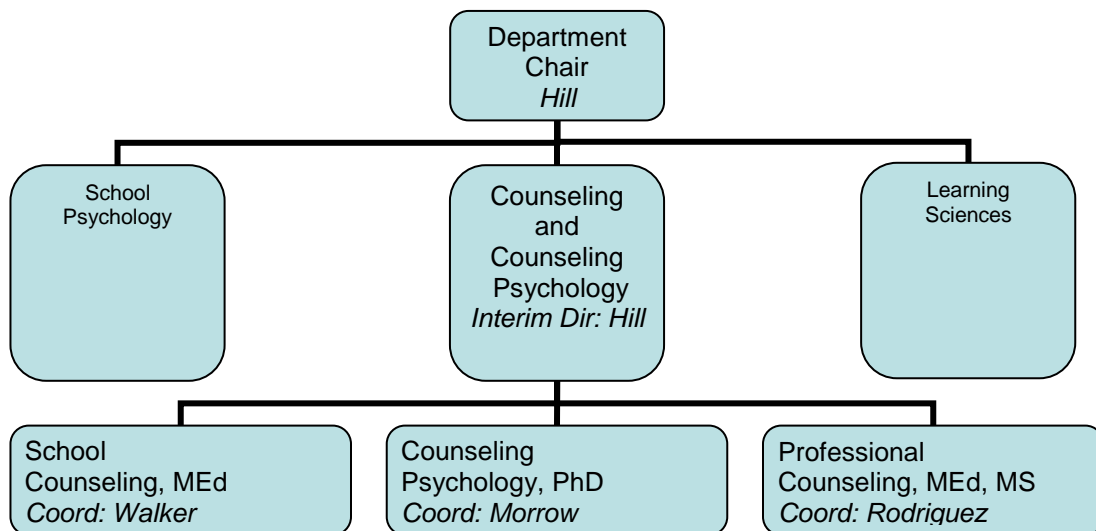 Department
Chair
Hill
School
Psychology
Counseling
and
Counseling
Psychology
Interim Dir: Hill
Learning
Sciences
School
Counseling, MEd
Coord: Walker
Counseling
Psychology, PhD
Coord: Morrow
Professional
Counseling, MEd, MS
Coord: Rodriguez